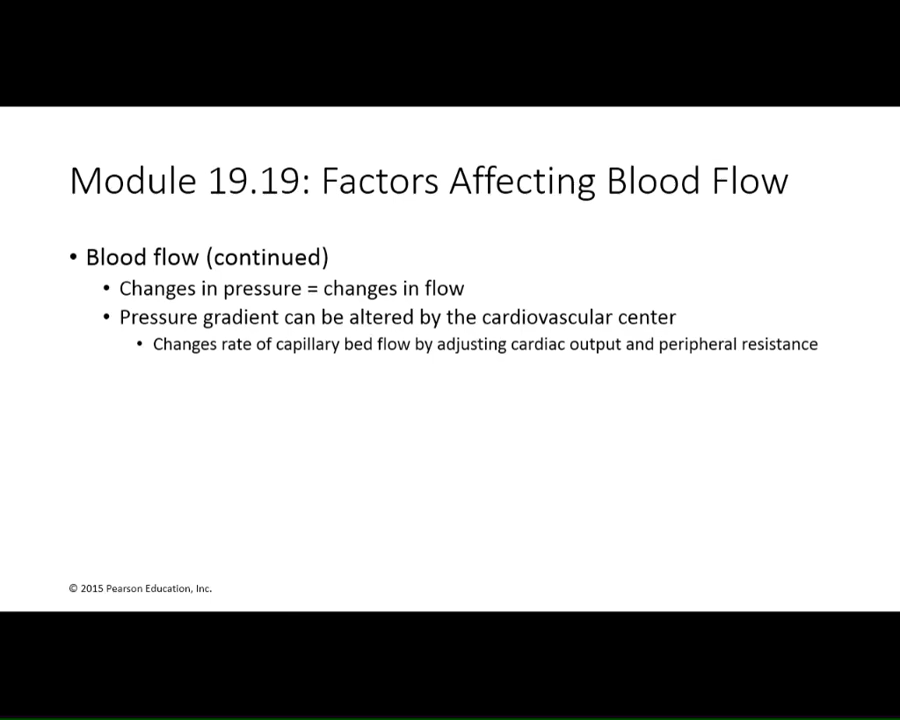 Module 19.19: Factors Affecting Blood Flow
• Blood flow (continued)
• Changes in pressure = changes in flow
• Pressure gradient can be altered by the cardiovascular center
• Changes rate of capillary bed flow by adjusting cardiac output and peripheral resistance
© 2015 Pearson Education, Inc.